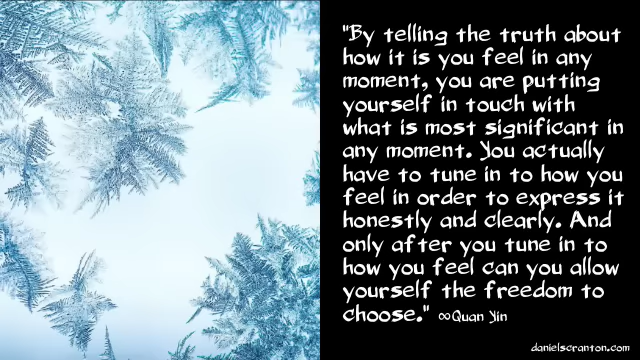 "By telling the truth about
how it is you feel in any
moment, you are putting
yourself in touch with
what is most significant in
any moment. You actually
have to tune in to how you
feel in order to express it
honestly and clearly. And
only after you tune in to
how you feel can you allow
yourself the freedom to
choose." ∞Quan Yin
danielscranton.com